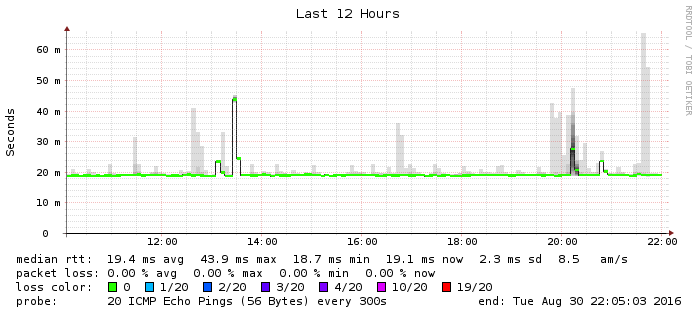 Last 12 Hours
RRDTOOL / TOBI OETIKER
Seconds
60 m
50 m
40 m
30 m
20 m
10 m
0
12:00 14:00 16:00 18:00 20:00 22:00
median rtt: 19.4 ms avg 43.9 ms max 18.7 ms min 19.1 ms now 2.3 ms sd 8.5 am/s
packet loss: 0.00 % avg 0.00 % max 0.00 % min 0.00 % now
loss color: 0 1/20 2/20 3/20 4/20 10/20 19/20
probe: 20 ICMP Echo Pings (56 Bytes) every 300s end: Tue Aug 30 22:05:03 2016